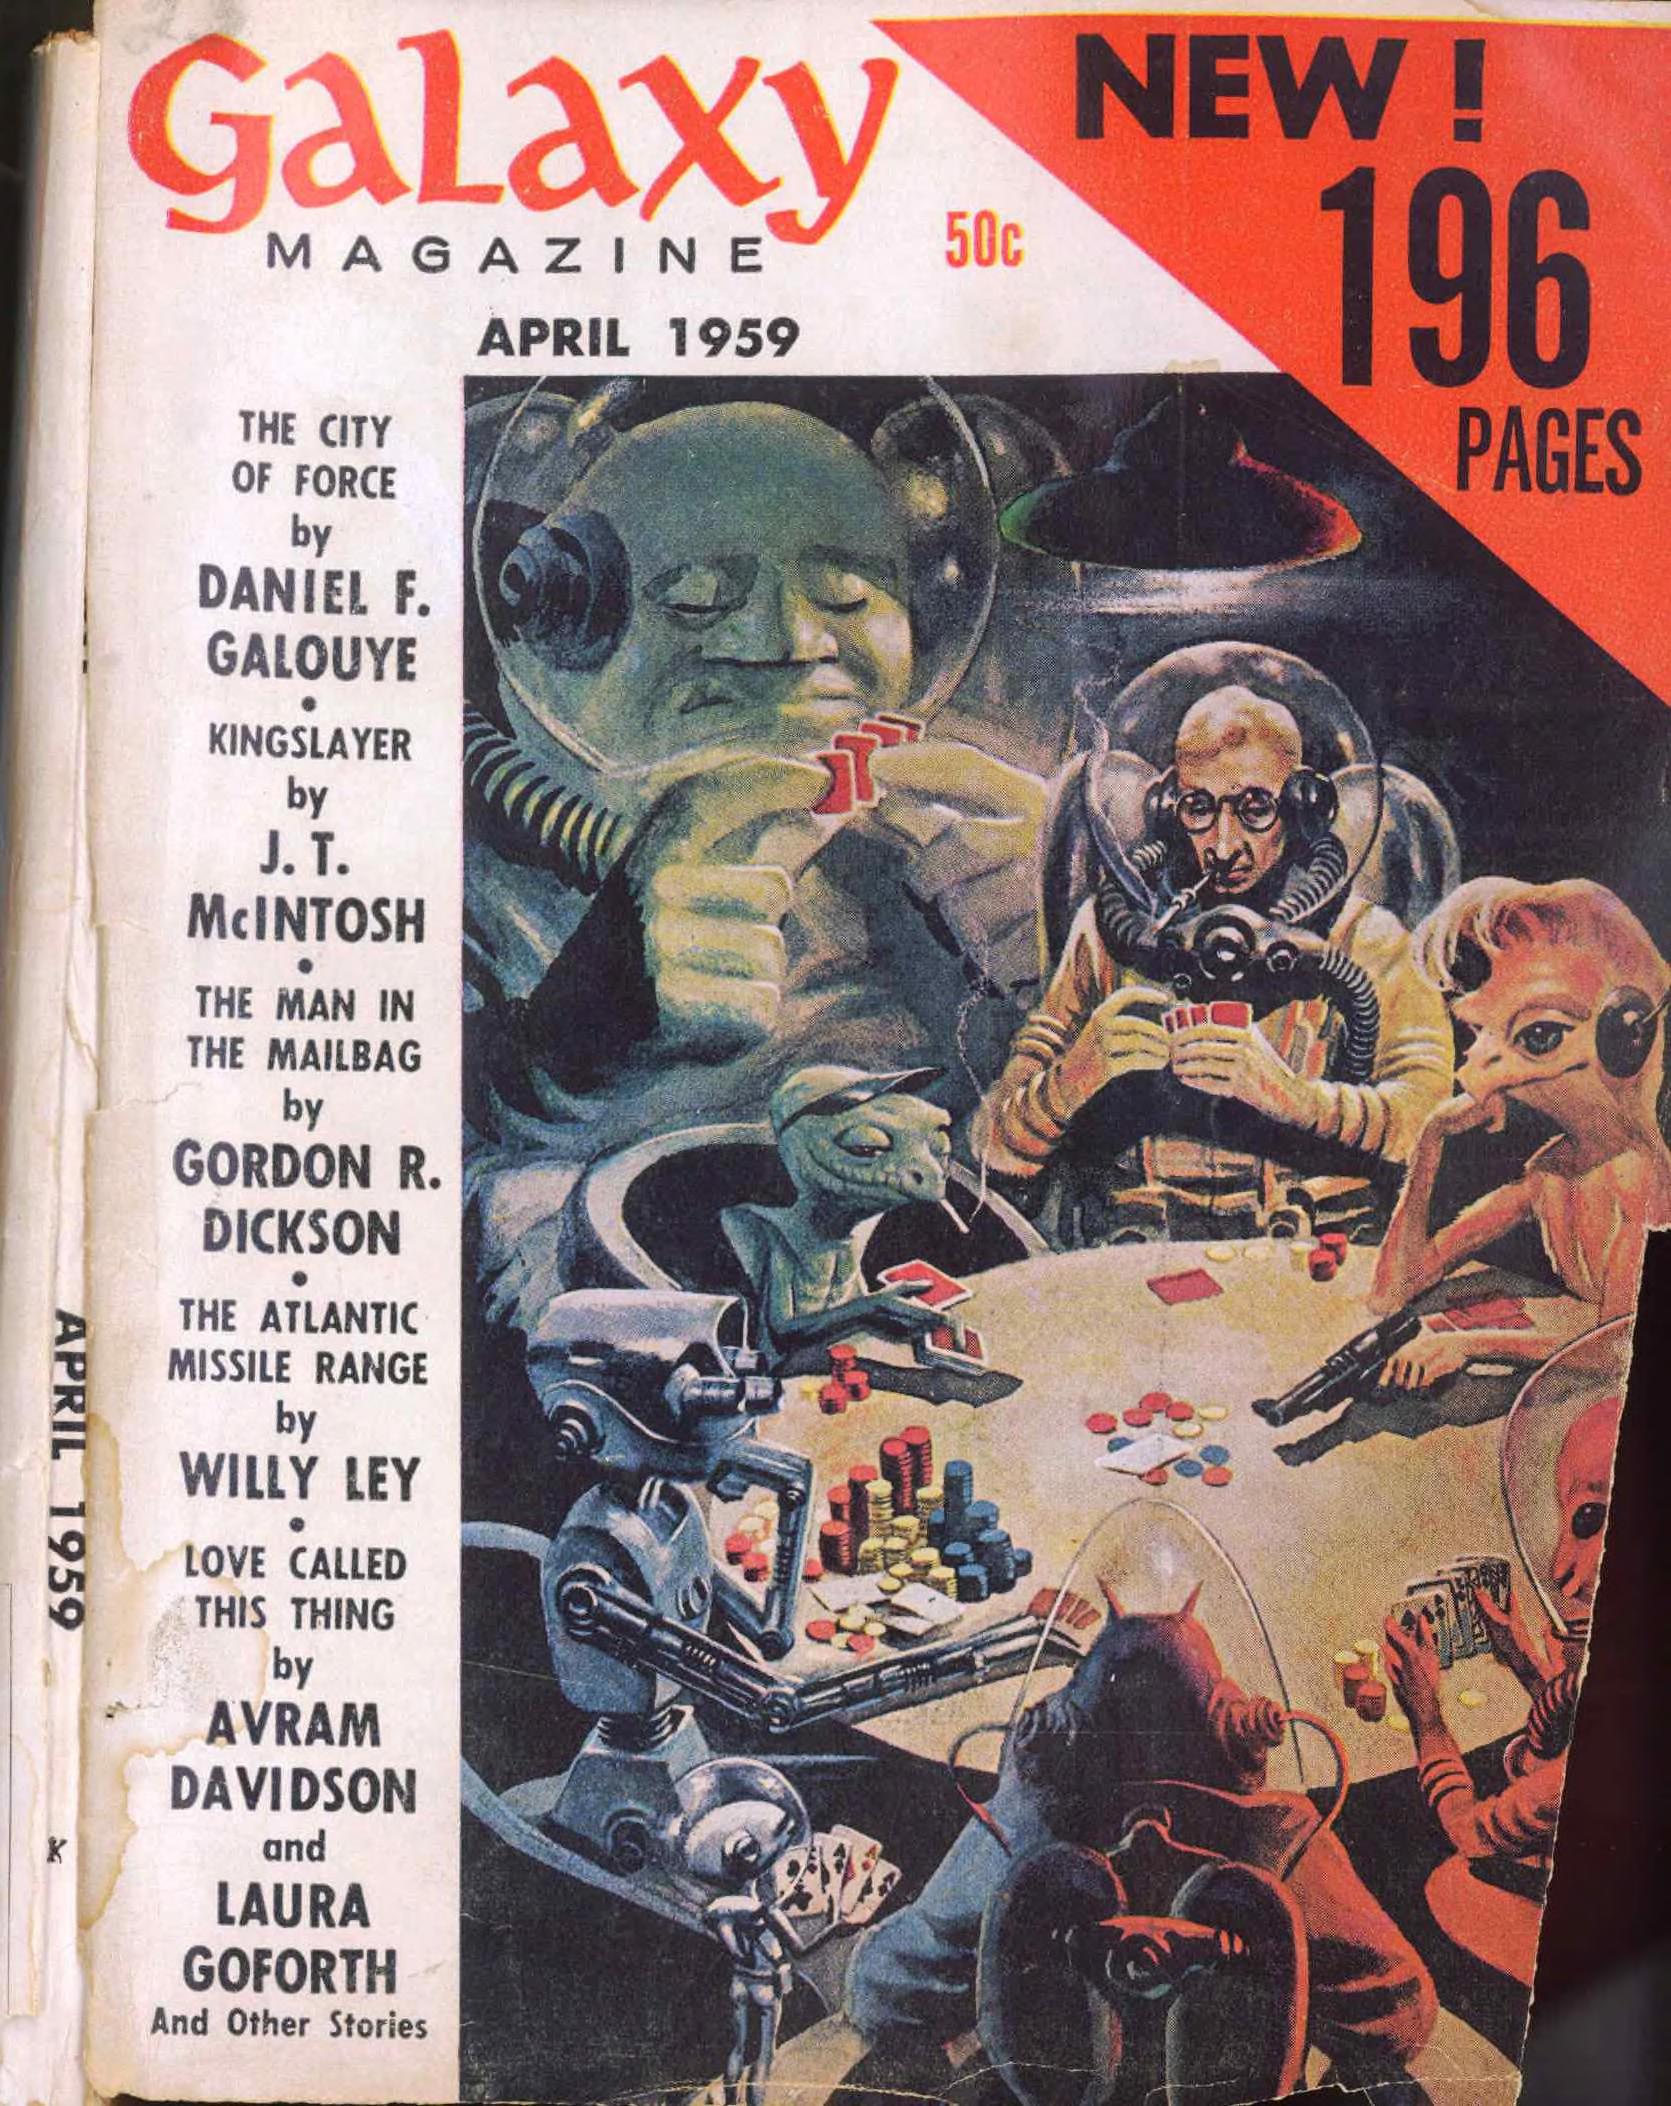 GaLaxy
MAGAZINE
50c
APRIL 1959
NEW!
196
PAGES
THE CITY
OF FORCE
by
DANIEL F.
GALOUYE
•
KINGSLAYER
by
J. T.
McINTOSH
•
THE MAN IN
THE MAILBAG
by
GORDON R.
DICKSON
•
THE ATLANTIC
MISSILE RANGE
by
WILLY LEY
•
LOVE CALLED
THIS THING
by
AVRAM
DAVIDSON
and
LAURA
GOFORTH
And Other Stories
APRIL 1959
K